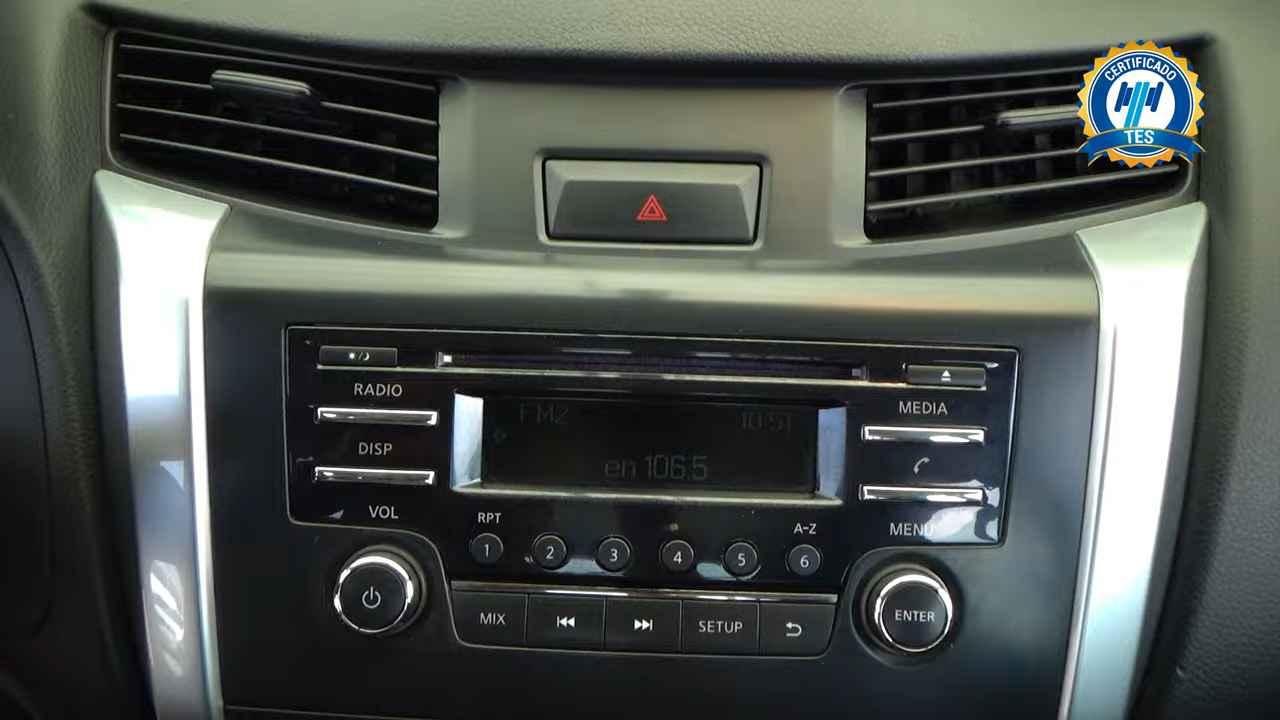 CERTIFICADO
TES
RADIO
MEDIA
DISP
FM2 10:51
en 106.5
VOL
RPT
A-Z
MENU
1 2 3 4 5 6
MIX
SETUP
ENTER